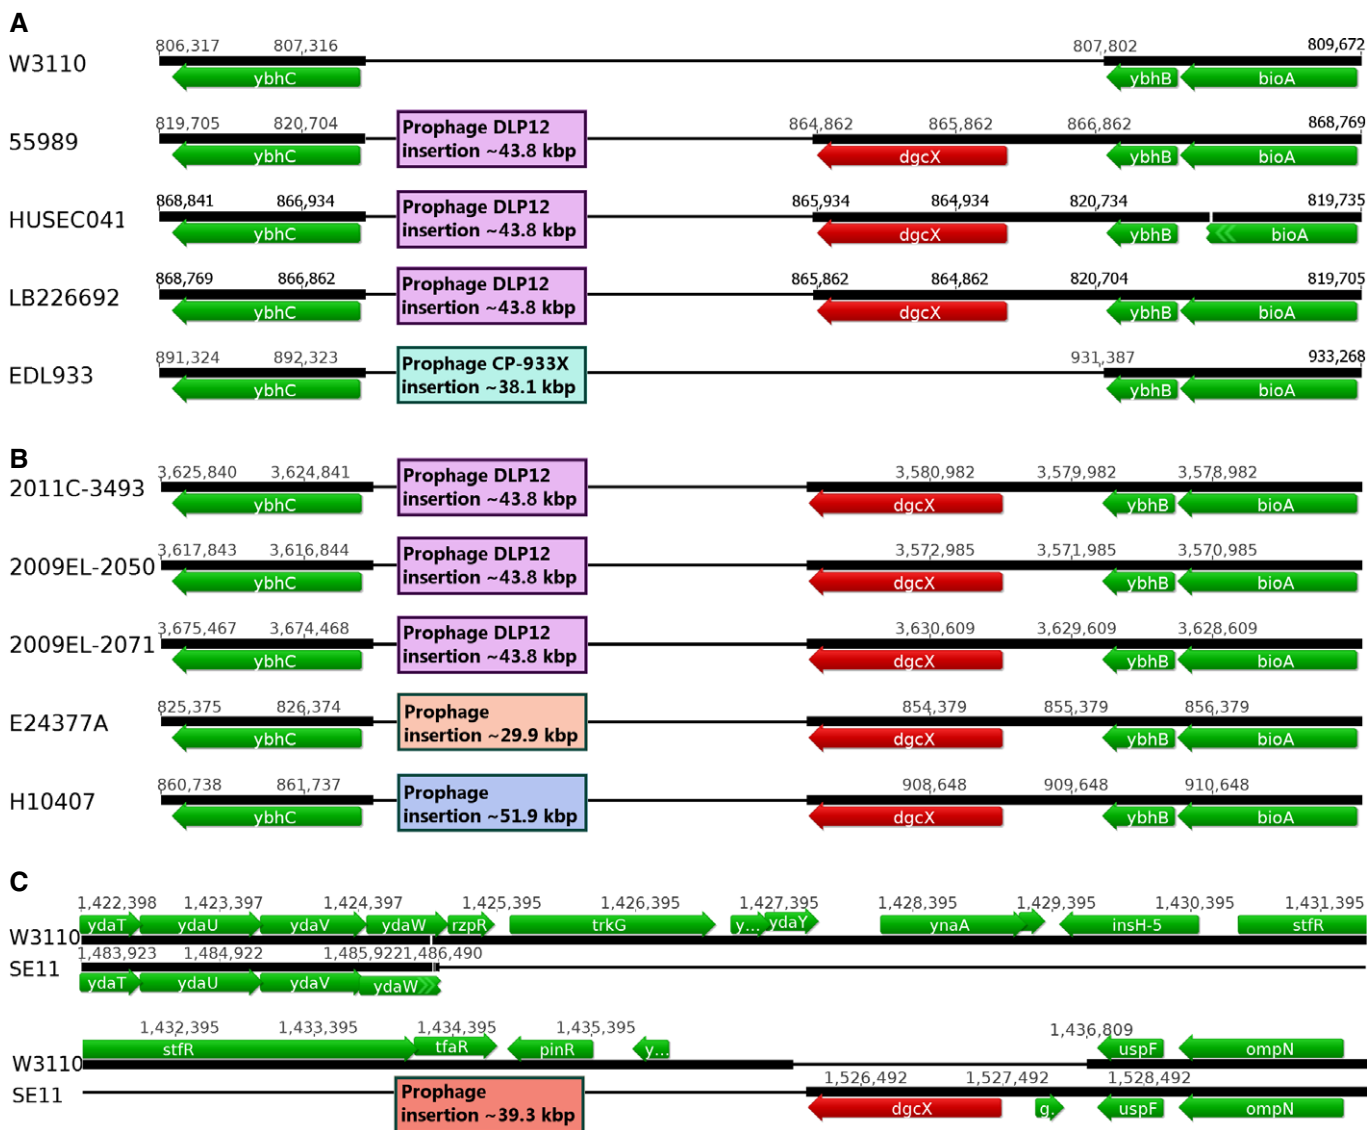 A
806,317 807,316 807,802 809,672
W3110
ybhC ybhB bioA
819,705 820,704 864,862 865,862 866,862 868,769
55989
Prophage DLP12
insertion ~43.8 kbp
ybhC dgcX ybhB bioA
868,841 866,934 865,934 864,934 820,734 819,735
HUSEC041
Prophage DLP12
insertion ~43.8 kbp
ybhC dgcX ybhB bioA
868,769 866,862 865,862 864,862 820,704 819,705
LB226692
Prophage DLP12
insertion ~43.8 kbp
ybhC dgcX ybhB bioA
891,324 892,323 931,387 933,268
EDL933
Prophage CP-933X
insertion ~38.1 kbp
ybhC ybhB bioA
B
3,625,840 3,624,841 3,580,982 3,579,982 3,578,982
2011C-3493
Prophage DLP12
insertion ~43.8 kbp
ybhC dgcX ybhB bioA
3,617,843 3,616,844 3,572,985 3,571,985 3,570,985
2009EL-2050
Prophage DLP12
insertion ~43.8 kbp
ybhC dgcX ybhB bioA
3,675,467 3,674,468 3,630,609 3,629,609 3,628,609
2009EL-2071
Prophage DLP12
insertion ~43.8 kbp
ybhC dgcX ybhB bioA
825,375 826,374 854,379 855,379 856,379
E24377A
Prophage
insertion ~29.9 kbp
ybhC dgcX ybhB bioA
860,738 861,737 908,648 909,648 910,648
H10407
Prophage
insertion ~51.9 kbp
ybhC dgcX ybhB bioA
C
1,422,398 1,423,397 1,424,397 1,425,395 1,426,395 1,427,395 1,428,395 1,429,395 1,430,395 1,431,395
ydaT ydaU ydaV ydaW rzpR trkG y... ydaY ynaA insH-5 stfR
W3110
1,483,923 1,484,922 1,485,922 1,486,490
SE11
ydaT ydaU ydaV ydaW
1,432,395 1,433,395 1,434,395 1,435,395 1,436,809
stfR tfaR pinR y... uspF ompN
W3110
1,526,492 1,527,492 1,528,492
SE11
Prophage
insertion ~39.3 kbp
dgcX g. uspF ompN